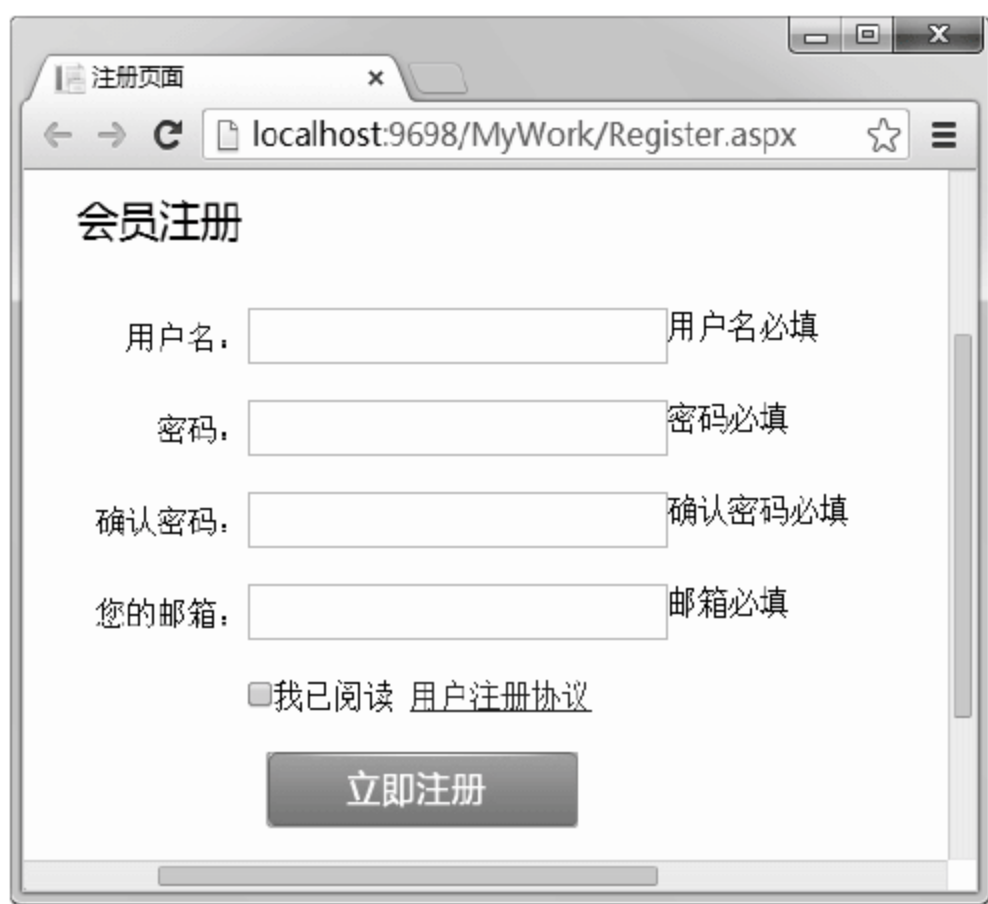 注册页面
localhost:9698/MyWork/Register.aspx
会员注册
用户名： 用户名必填
密码： 密码必填
确认密码： 确认密码必填
您的邮箱： 邮箱必填
我已阅读 用户注册协议
立即注册